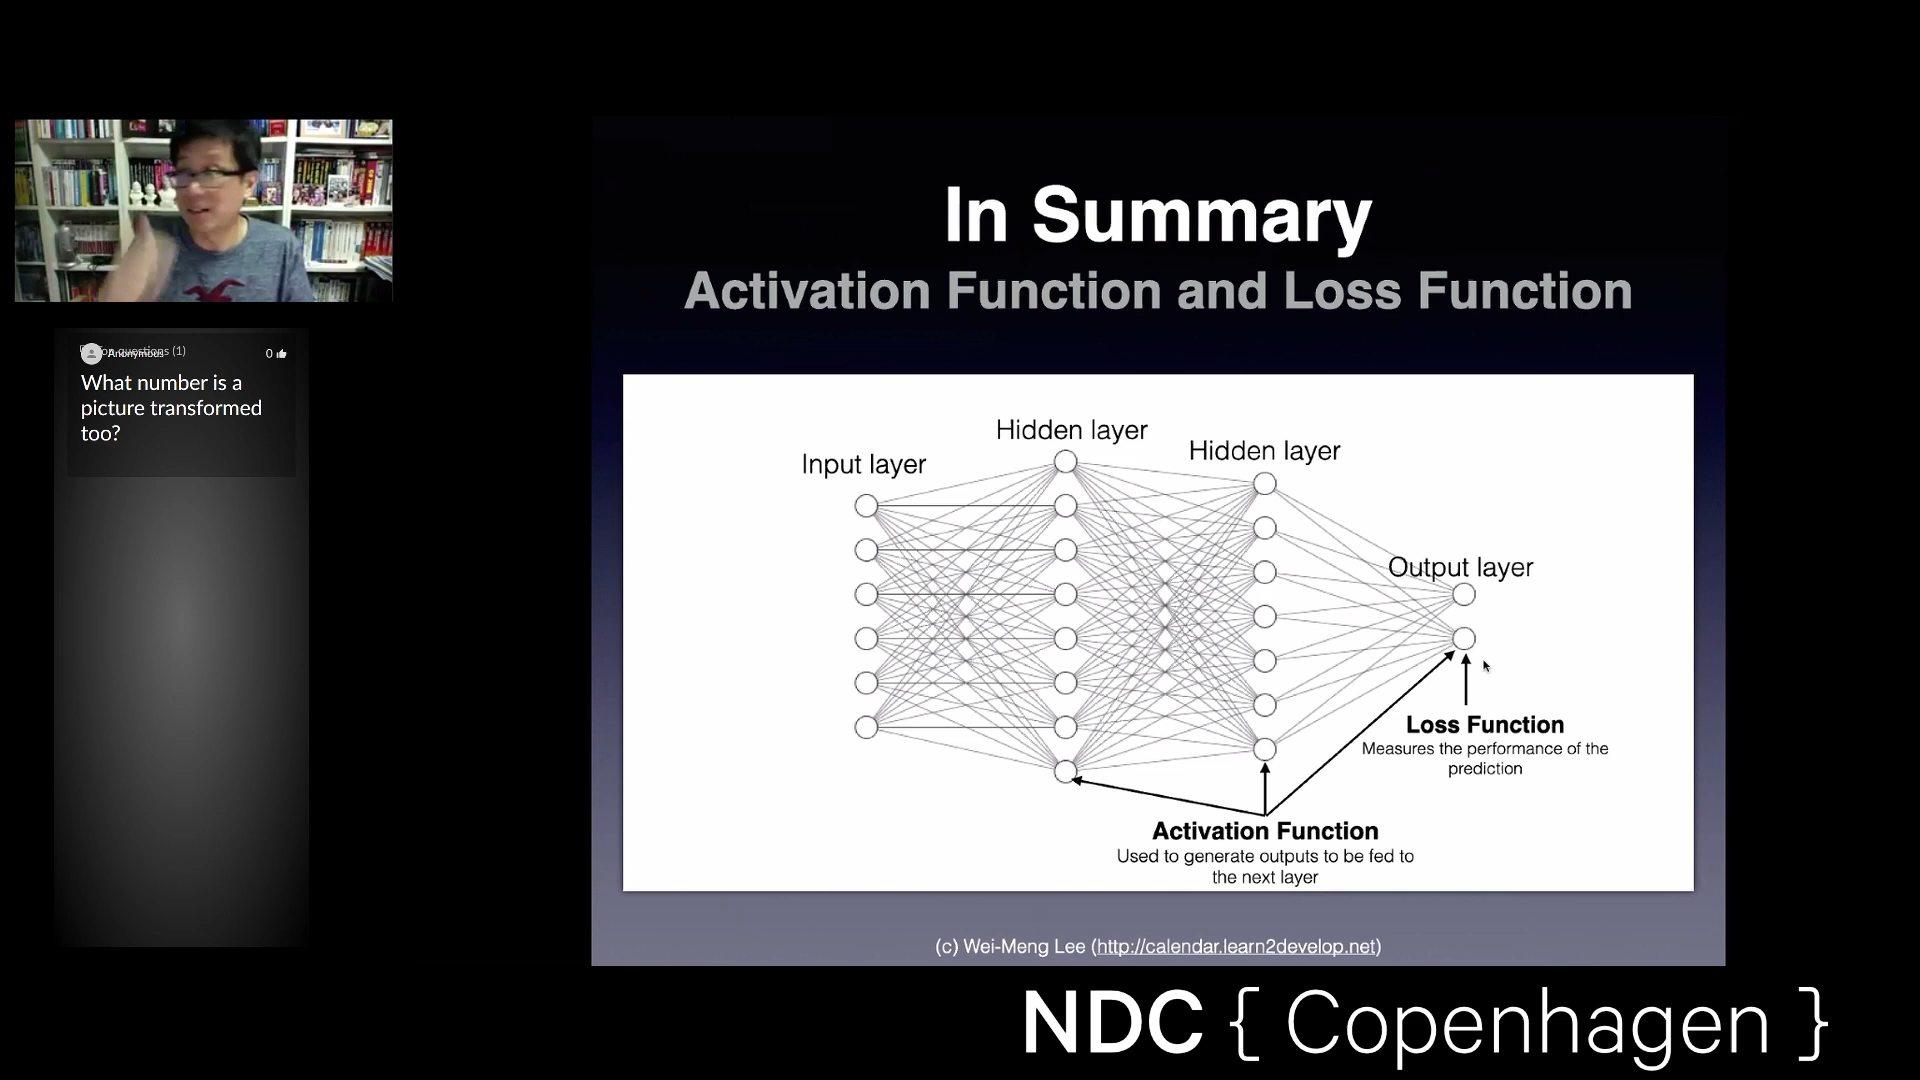 In Summary
Activation Function and Loss Function
Hidden layer
Hidden layer
Input layer
Output layer
Loss Function
Measures the performance of the
prediction
Activation Function
Used to generate outputs to be fed to
the next layer
(c) Wei-Meng Lee (http://calendar.learn2develop.net)
questions (1)
Anonymous
0
What number is a
picture transformed
too?
NDC { Copenhagen }